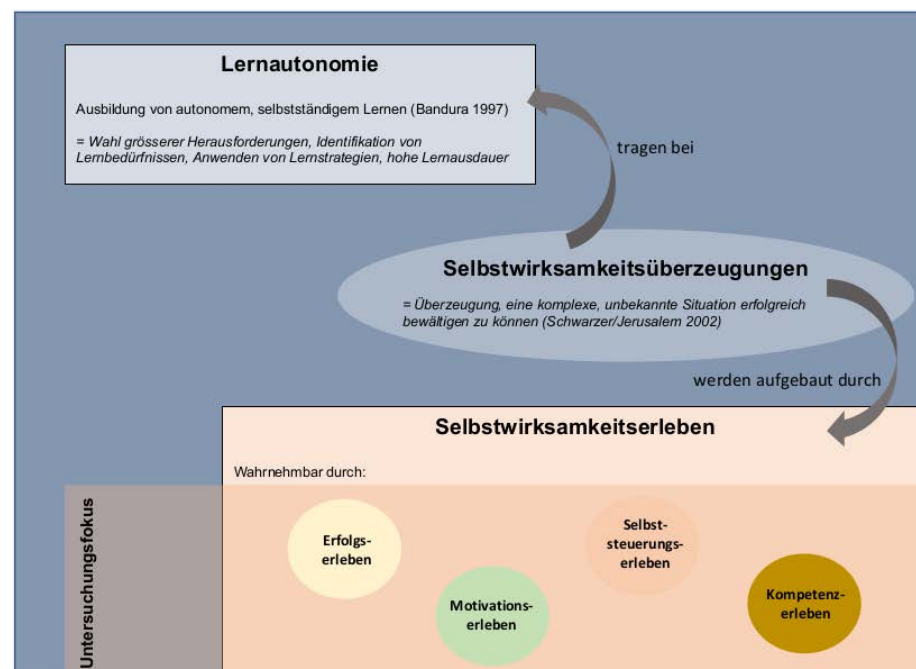 Lernautonomie
Ausbildung von autonomem, selbstständigem Lernen (Bandura 1997)
= Wahl grösserer Herausforderungen, Identifikation von
Lernbedürfnissen, Anwenden von Lernstrategien, hohe Lernausdauer
tragen bei
Selbstwirksamkeitsüberzeugungen
= Überzeugung, eine komplexe, unbekannte Situation erfolgreich
bewältigen zu können (Schwarzer/Jerusalem 2002)
werden aufgebaut durch
Selbstwirksamkeitserleben
Wahrnehmbar durch:
Untersuchungsfokus
Erfolgs-
erleben
Motivations-
erleben
Selbst-
steuerungs-
erleben
Kompetenz-
erleben